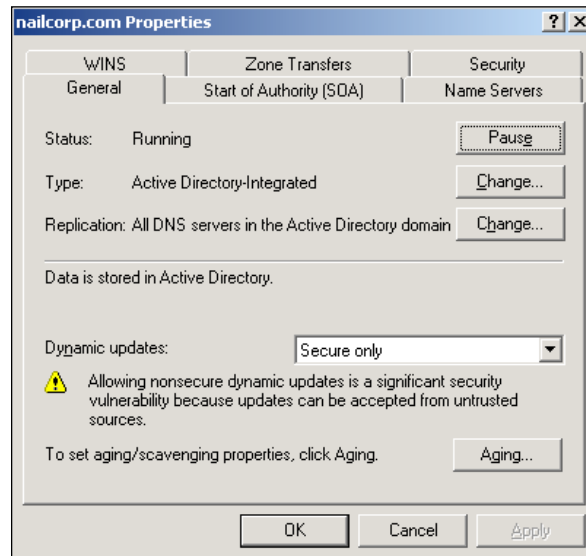 nailcorp.com Properties
? X
WINS Zone Transfers Security
General Start of Authority (SOA) Name Servers
Status: Running Pause
Type: Active Directory-Integrated Change...
Replication: All DNS servers in the Active Directory domain Change...
Data is stored in Active Directory.
Dynamic updates: Secure only
! Allowing nonsecure dynamic updates is a significant security
vulnerability because updates can be accepted from untrusted
sources.
To set aging/scavenging properties, click Aging. Aging...
OK Cancel Apply